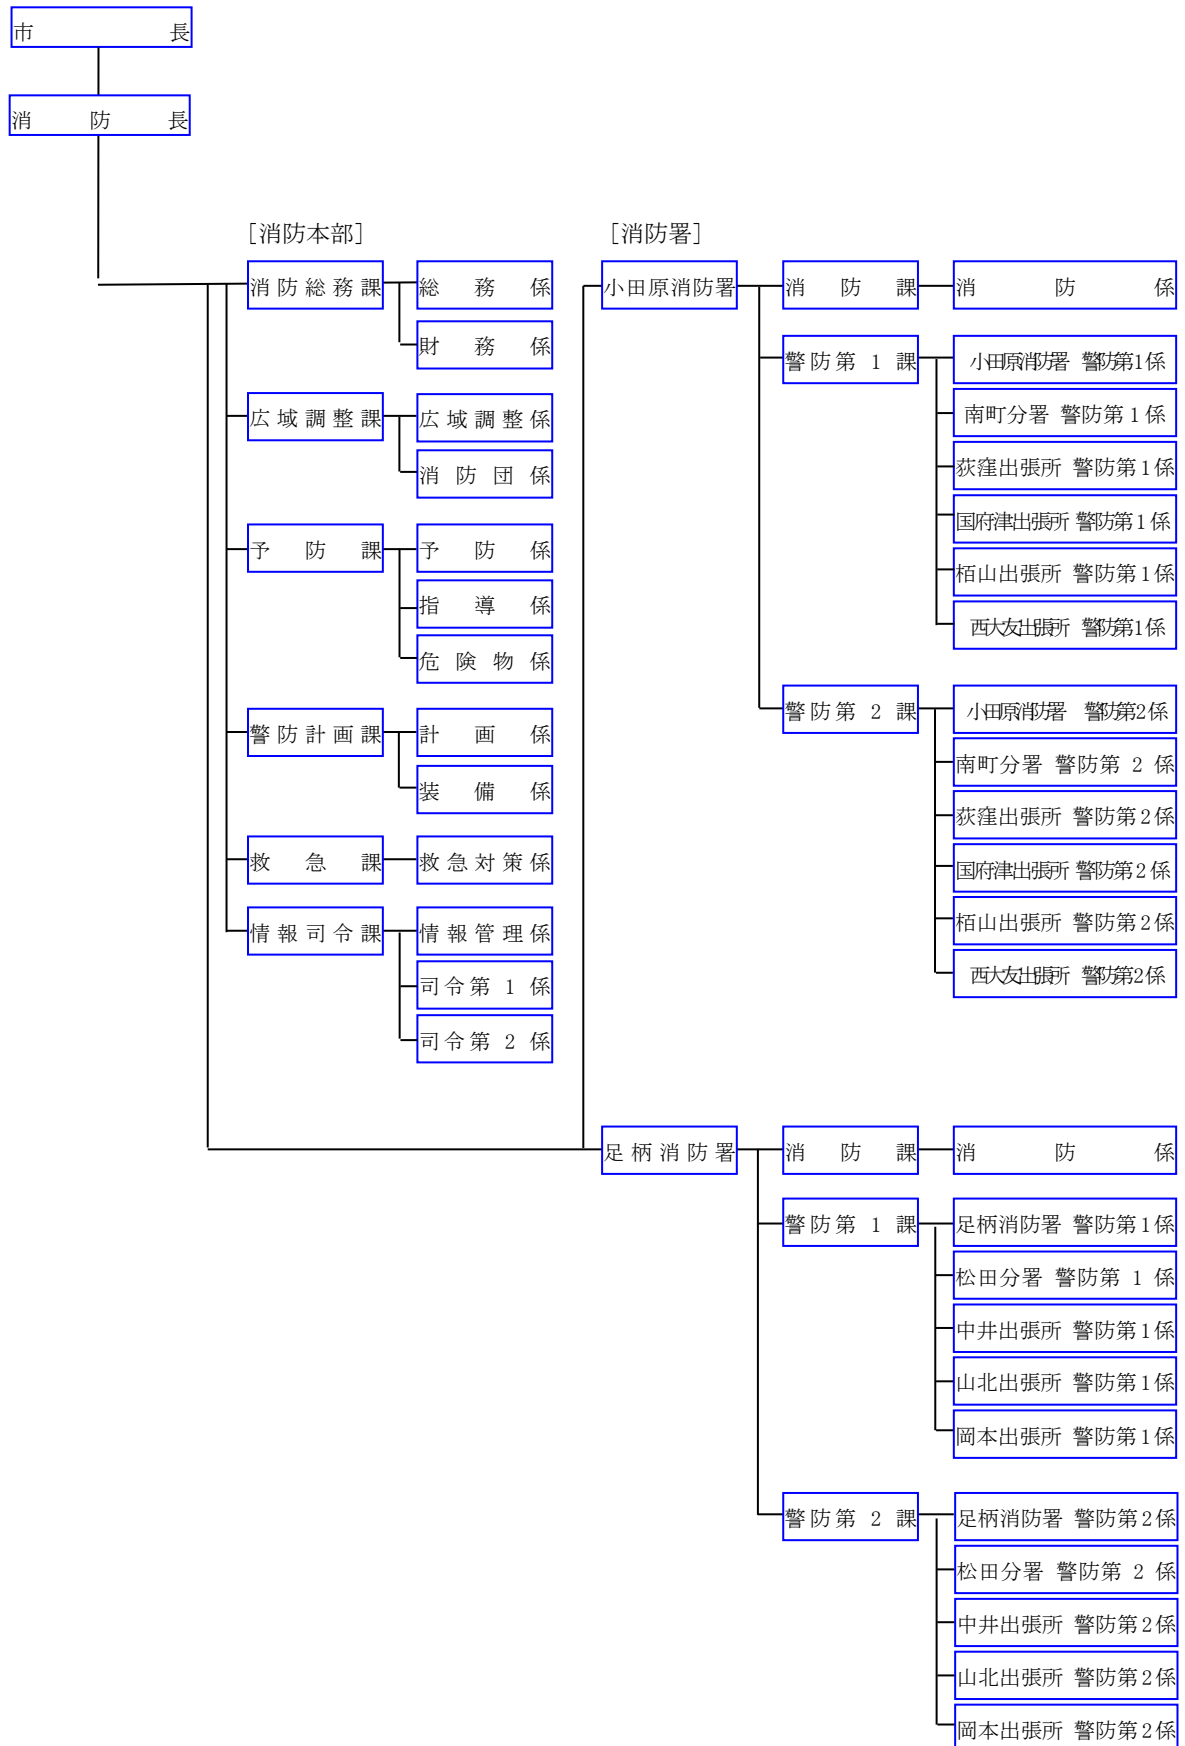 市長
消防長
[消防本部]
消防総務課
総務係
財務係
広域調整課
広域調整係
消防団係
予防課
予防係
指導係
危険物係
警防計画課
計画係
装備係
救急課
救急対策係
情報司令課
情報管理係
司令第1係
司令第2係
[消防署]
小田原消防署
消防課
消防係
警防第1課
小田原消防署 警防第1係
南町分署 警防第1係
荻窪出張所 警防第1係
国府津出張所 警防第1係
栢山出張所 警防第1係
西大友出張所 警防第1係
警防第2課
小田原消防署 警防第2係
南町分署 警防第2係
荻窪出張所 警防第2係
国府津出張所 警防第2係
栢山出張所 警防第2係
西大友出張所 警防第2係
足柄消防署
消防課
消防係
警防第1課
足柄消防署 警防第1係
松田分署 警防第1係
中井出張所 警防第1係
山北出張所 警防第1係
岡本出張所 警防第1係
警防第2課
足柄消防署 警防第2係
松田分署 警防第2係
中井出張所 警防第2係
山北出張所 警防第2係
岡本出張所 警防第2係